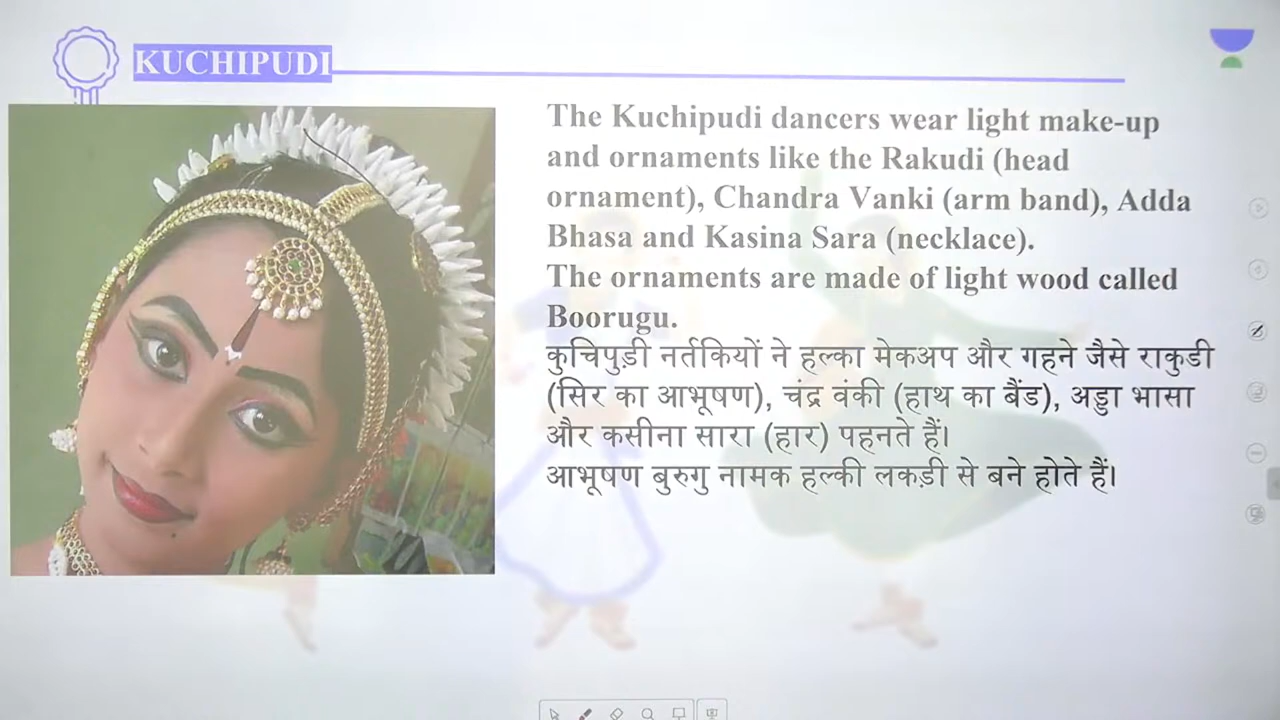 KUCHIPUDI
The Kuchipudi dancers wear light make-up
and ornaments like the Rakudi (head
ornament), Chandra Vanki (arm band), Adda
Bhasa and Kasina Sara (necklace).
The ornaments are made of light wood called
Boorugu.
कुचिपुड़ी नर्तकियों ने हल्का मेकअप और गहने जैसे राकुडी
(सिर का आभूषण), चंद्र वंकी (हाथ का बैंड), अड्डा भासा
और कसीना सारा (हार) पहनते हैं।
आभूषण बुरुगु नामक हल्की लकड़ी से बने होते हैं।